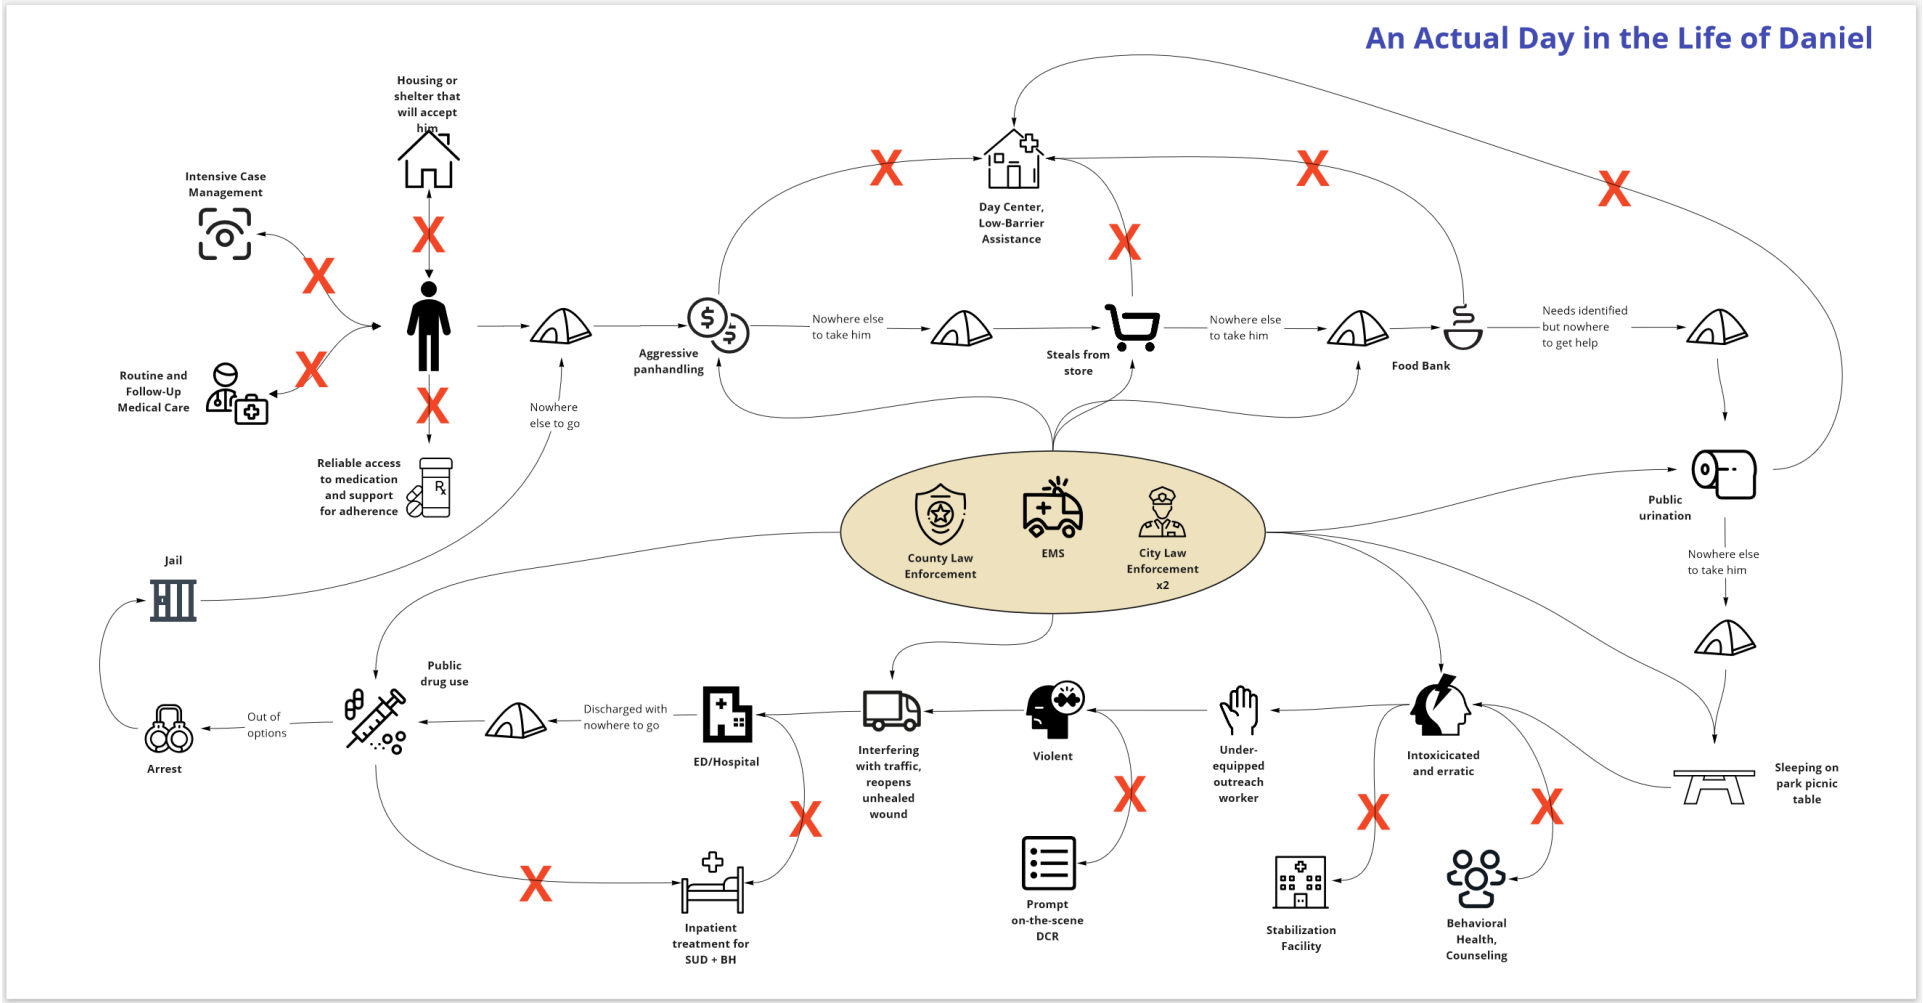 An Actual Day in the Life of Daniel
Housing or
shelter that
will accept
him
Intensive Case
Management
Day Center,
Low-Barrier
Assistance
Routine and
Follow-Up
Medical Care
Reliable access
to medication
and support
for adherence
Rx
Nowhere
else to go
$
$
Aggressive
panhandling
Nowhere else
to take him
Steals from
store
Nowhere else
to take him
Food Bank
Needs identified
but nowhere
to get help
Public
urination
Nowhere else
to take him
County Law
Enforcement
EMS
City Law
Enforcement
x2
Jail
Arrest
Out of
options
Public
drug use
Discharged with
nowhere to go
ED/Hospital
Interfering
with traffic,
reopens
unhealed
wound
Violent
Under-
equipped
outreach
worker
Intoxicicated
and erratic
Sleeping on
park picnic
table
Inpatient
treatment for
SUD + BH
Prompt
on-the-scene
DCR
Stabilization
Facility
Behavioral
Health,
Counseling
X
X
X
X
X
X
X
X
X
X
X
X
X